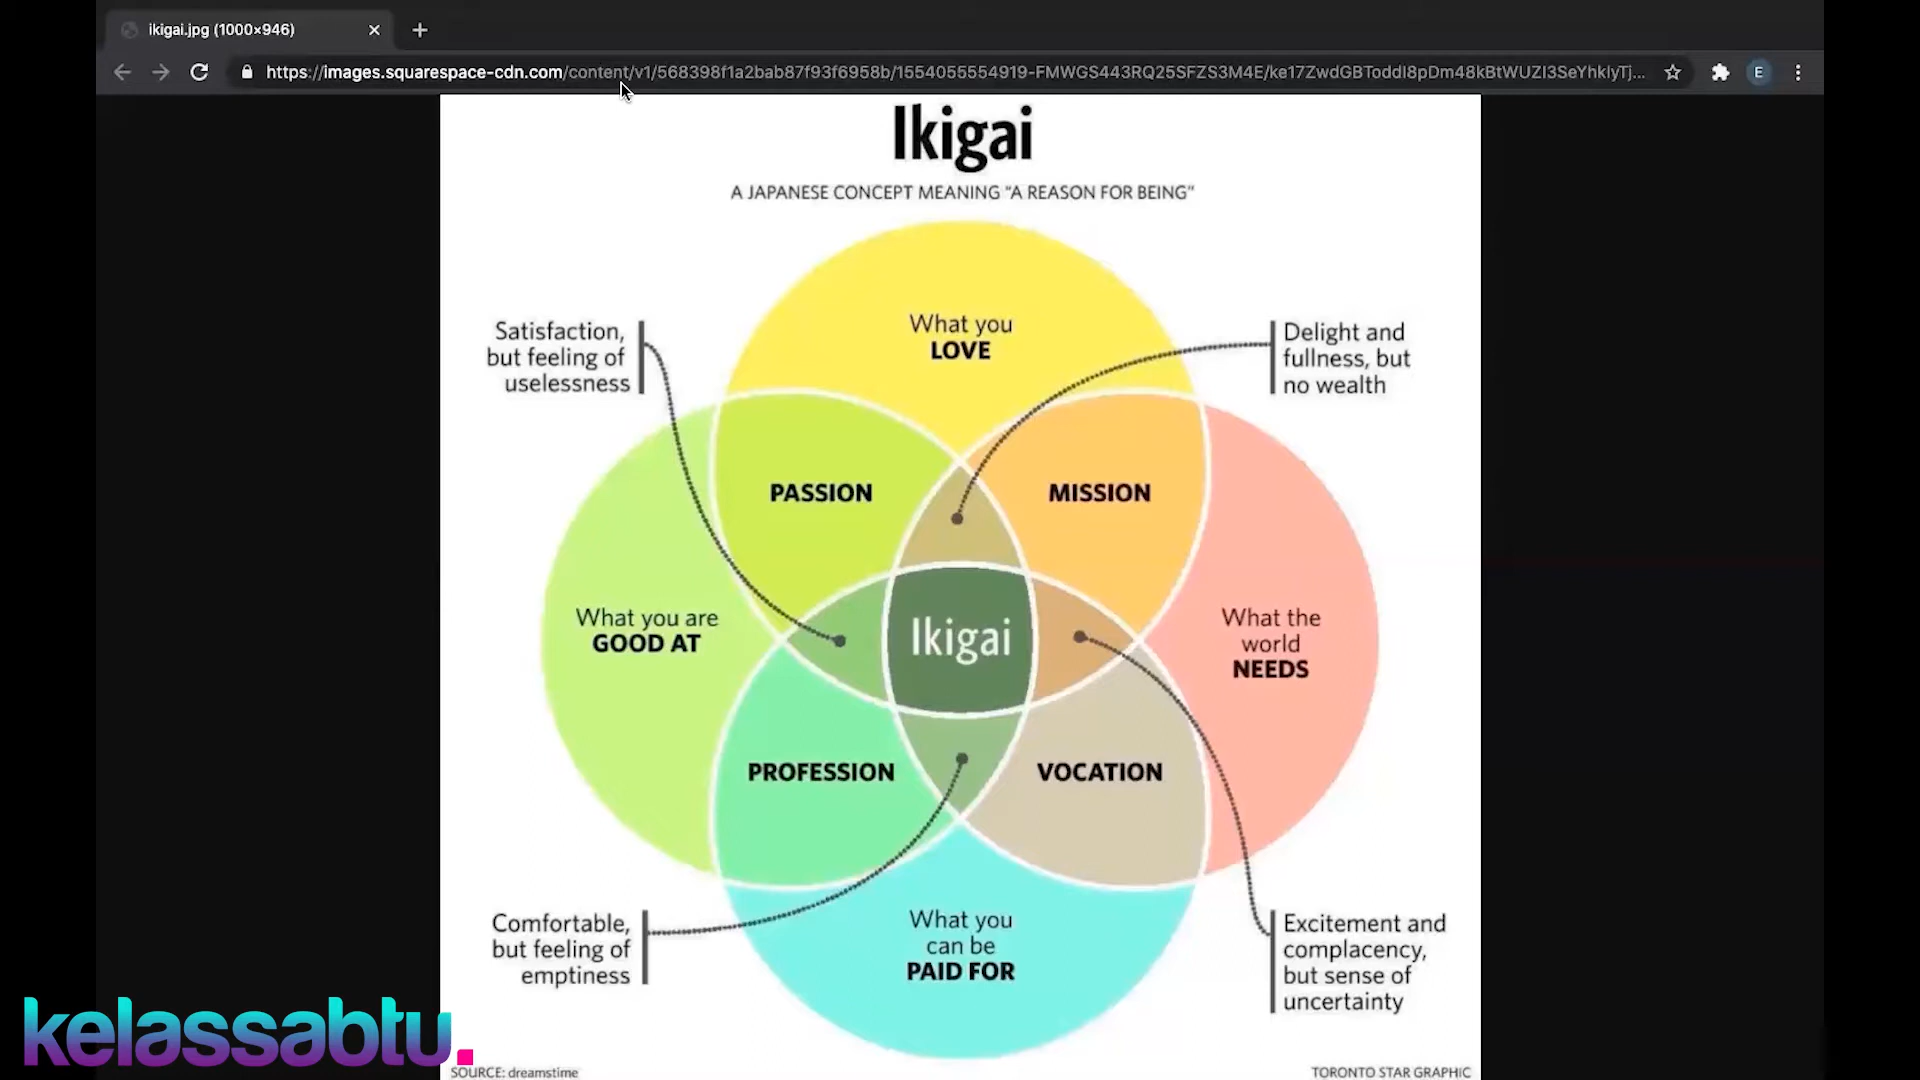 ikigai.jpg (1000×946)
https://images.squarespace-cdn.com/content/v1/568398f1a2bab87f93f6958b/1554055554919-FMWGS443RQ25SFZS3M4E/ke17ZwdGBToddI8pDm48kBtWUZI3SeYhkIyTj...
E
Ikigai
A JAPANESE CONCEPT MEANING "A REASON FOR BEING"
What you
LOVE
Satisfaction,
but feeling of
uselessness
Delight and
fullness, but
no wealth
PASSION
MISSION
What you are
GOOD AT
Ikigai
What the
world
NEEDS
PROFESSION
VOCATION
Comfortable,
but feeling of
emptiness
What you
can be
PAID FOR
Excitement and
complacency,
but sense of
uncertainty
kelassabtu.
SOURCE: dreamstime
TORONTO STAR GRAPHIC